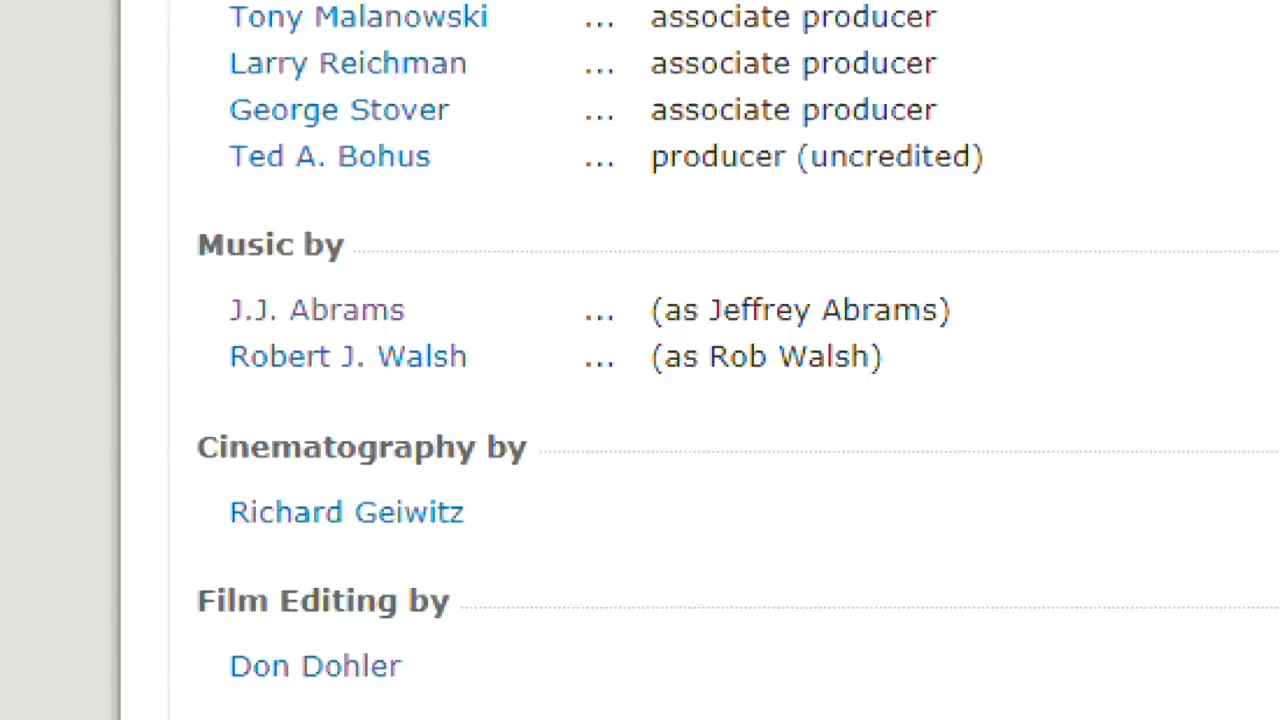 Tony Malanowski ... associate producer
Larry Reichman ... associate producer
George Stover ... associate producer
Ted A. Bohus ... producer (uncredited)
Music by
J.J. Abrams ... (as Jeffrey Abrams)
Robert J. Walsh ... (as Rob Walsh)
Cinematography by
Richard Geiwitz
Film Editing by
Don Dohler